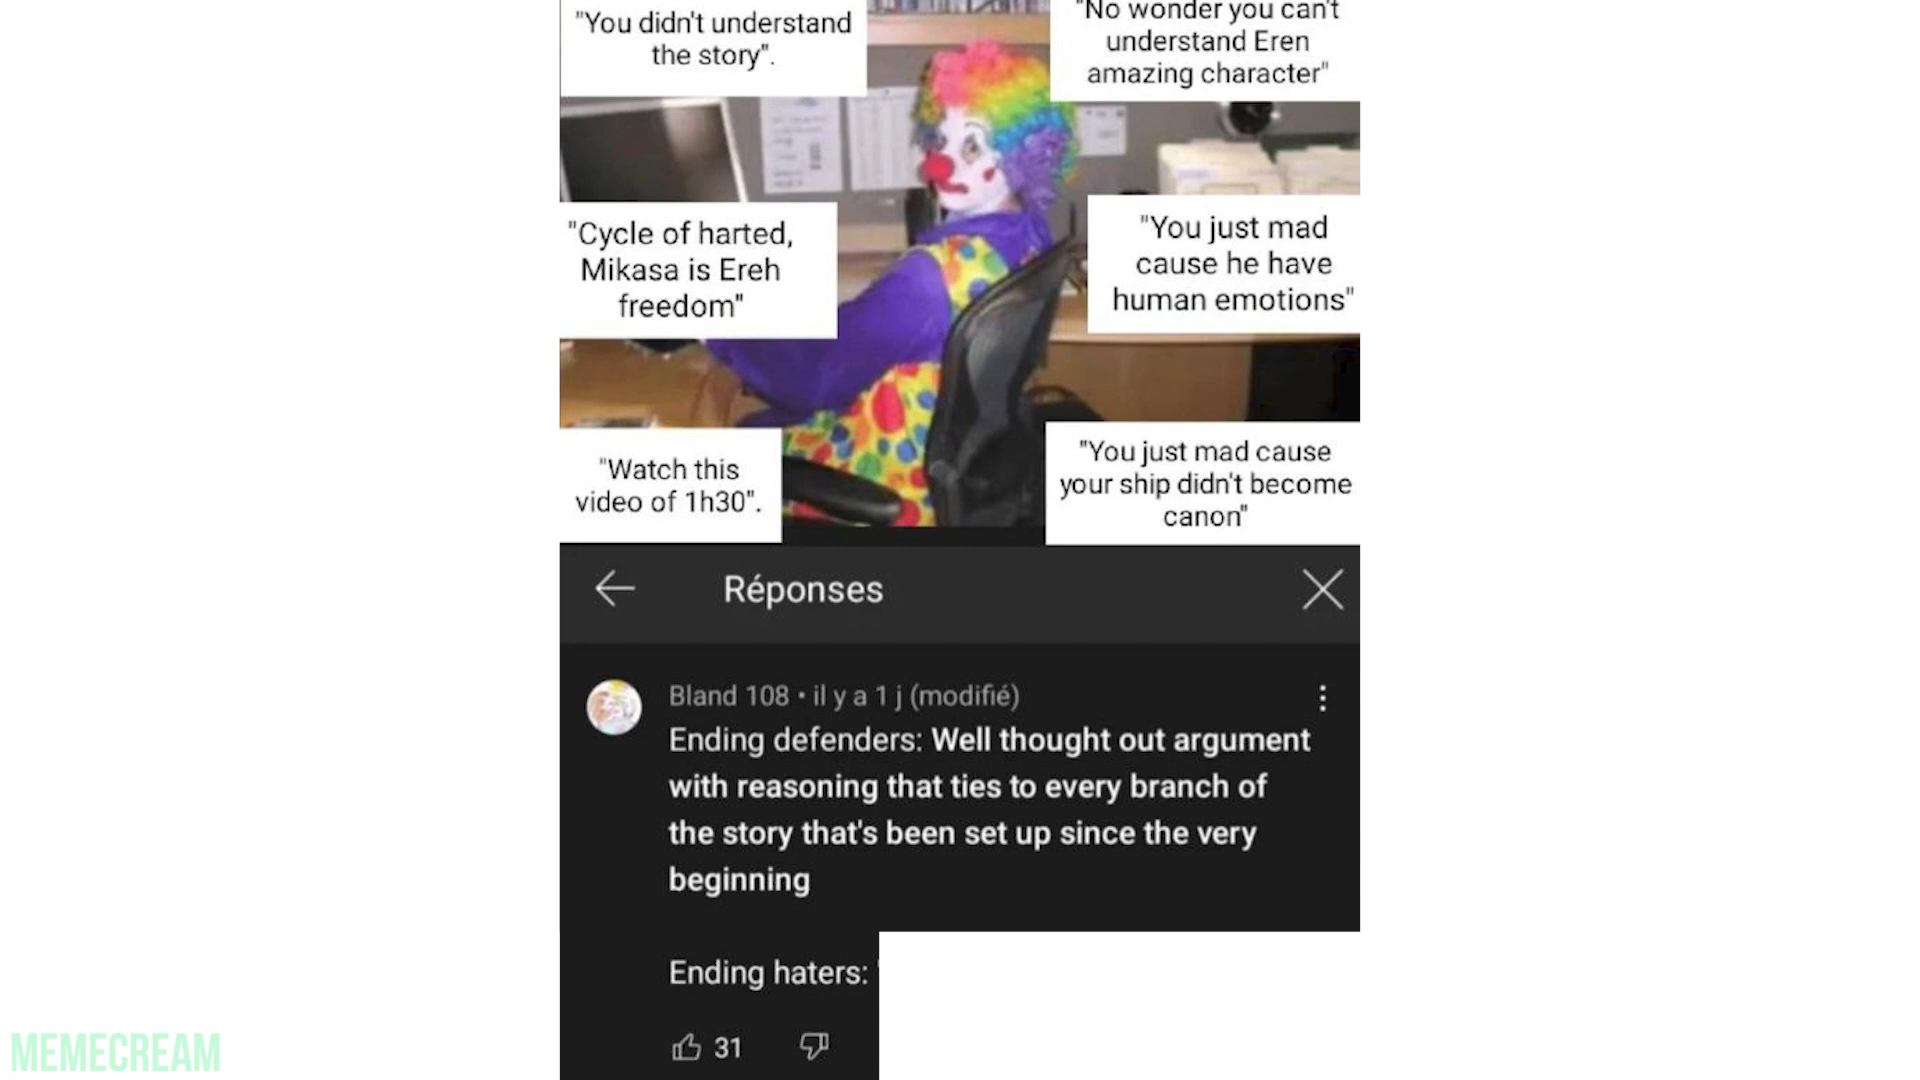 "You didn't understand
the story".
"No wonder you can't
understand Eren
amazing character"
"Cycle of harted,
Mikasa is Ereh
freedom"
"You just mad
cause he have
human emotions"
"Watch this
video of 1h30".
"You just mad cause
your ship didn't become
canon"
Réponses
Bland 108 • il y a 1 j (modifié)
Ending defenders: Well thought out argument
with reasoning that ties to every branch of
the story that's been set up since the very
beginning
Ending haters:
31
MEMECREAM